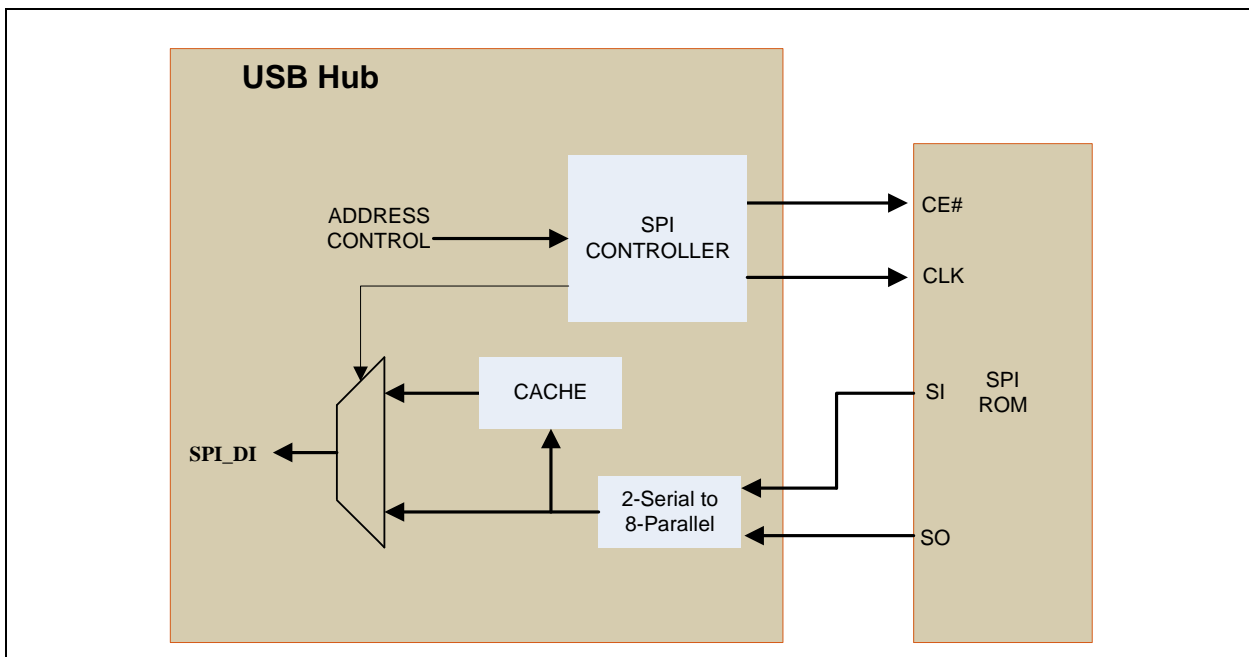 USB Hub
ADDRESS
CONTROL
SPI
CONTROLLER
CE#
CLK
CACHE
SI
SPI
ROM
SPI_DI
2-Serial to
8-Parallel
SO